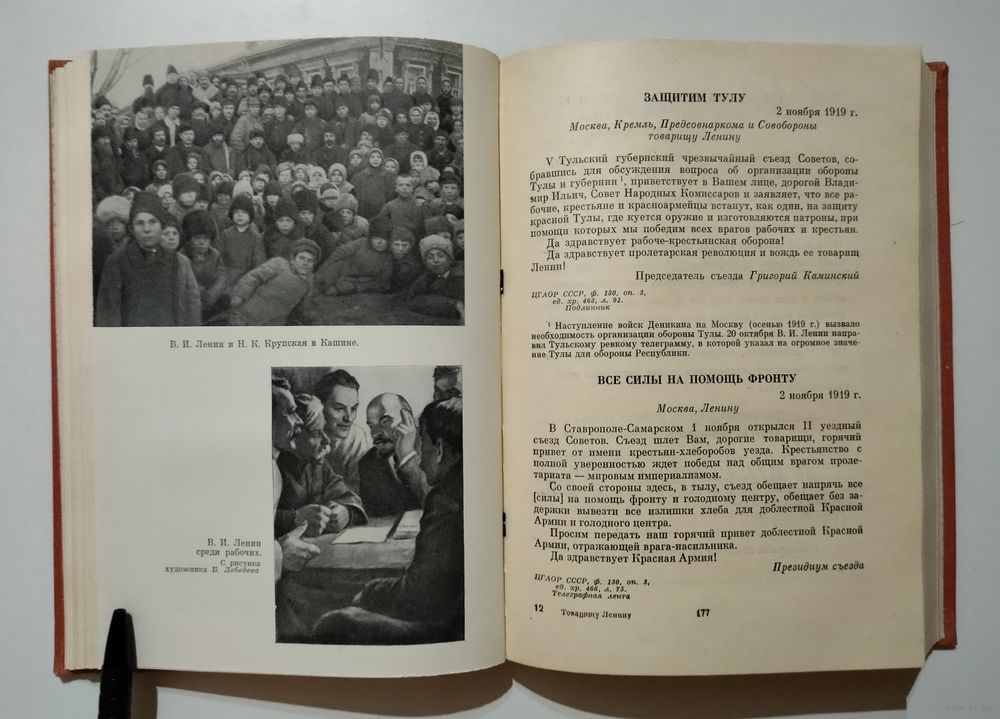 В. И. Ленин и Н. К. Крупская в Кашине.
В. И. Ленин
среди рабочих.
С рисунка
художника Б. Лебедева
ЗАЩИТИМ ТУЛУ
2 ноября 1919 г.
Москва, Кремль, Предсовнаркома и Совобороны
товарищу Ленину
V Тульский губернский чрезвычайный съезд Советов, со-
бравшись для обсуждения вопроса об организации обороны
Тулы и губернии ¹, приветствует в Вашем лице, дорогой Влади-
мир Ильич, Совет Народных Комиссаров и заявляет, что все ра-
бочие, крестьяне и красноармейцы встанут, как один, на защиту
красной Тулы, где куется оружие и изготовляются патроны, при
помощи которых мы победим всех врагов рабочих и крестьян.
Да здравствует рабоче-крестьянская оборона!
Да здравствует пролетарская революция и вождь ее товарищ
Ленин!
Председатель съезда Григорий Каминский
ЦГАОР СССР, ф. 130, оп. 3,
ед. хр. 465, л. 91.
Подлинник
¹ Наступление войск Деникина на Москву (осенью 1919 г.) вызвало
необходимость организации обороны Тулы. 20 октября В. И. Ленин направ-
ил Тульскому ревкому телеграмму, в которой указал на огромное значе-
ние Тулы для обороны Республики.
ВСЕ СИЛЫ НА ПОМОЩЬ ФРОНТУ
2 ноября 1919 г.
Москва, Ленину
В Ставрополе-Самарском 1 ноября открылся II уездный
съезд Советов. Съезд шлет Вам, дорогие товарищи, горячий
привет от имени крестьян-хлеборобов уезда. Крестьянство с
полной уверенностью ждет победы над общим врагом проле-
тариата — мировым империализмом.
Со своей стороны здесь, в тылу, съезд обещает напрячь все
[силы] на помощь фронту и голодному центру, обещает без за-
держки вывезти все излишки хлеба для доблестной Красной
Армии и голодного центра.
Просим передать наш горячий привет доблестной Красной
Армии, отражающей врага-насильника.
Да здравствует Красная Армия!
Президиум съезда
ЦГАОР СССР, ф. 130, оп. 3,
ед. хр. 466, л. 75.
Телеграфная лента
12 Товарищу Ленину 177